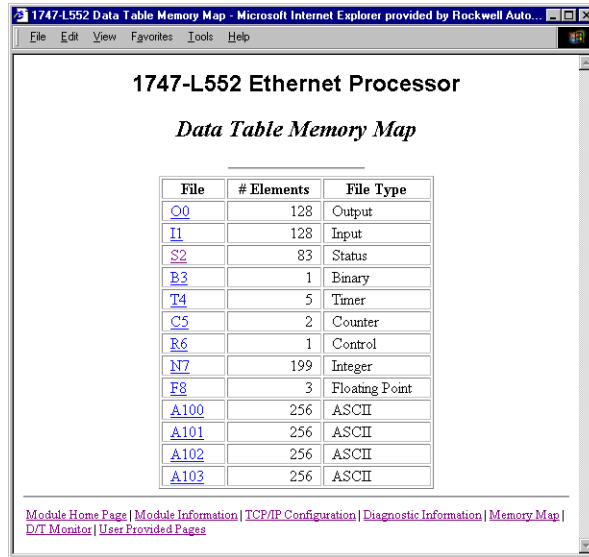 1747-L552 Data Table Memory Map - Microsoft Internet Explorer provided by Rockwell Auto...
File Edit View Favorites Tools Help
1747-L552 Ethernet Processor
Data Table Memory Map
File # Elements File Type
O0 128 Output
I1 128 Input
S2 83 Status
B3 1 Binary
T4 5 Timer
C5 2 Counter
R6 1 Control
N7 199 Integer
F8 3 Floating Point
A100 256 ASCII
A101 256 ASCII
A102 256 ASCII
A103 256 ASCII
Module Home Page | Module Information | TCP/IP Configuration | Diagnostic Information | Memory Map |
D/T Monitor | User Provided Pages